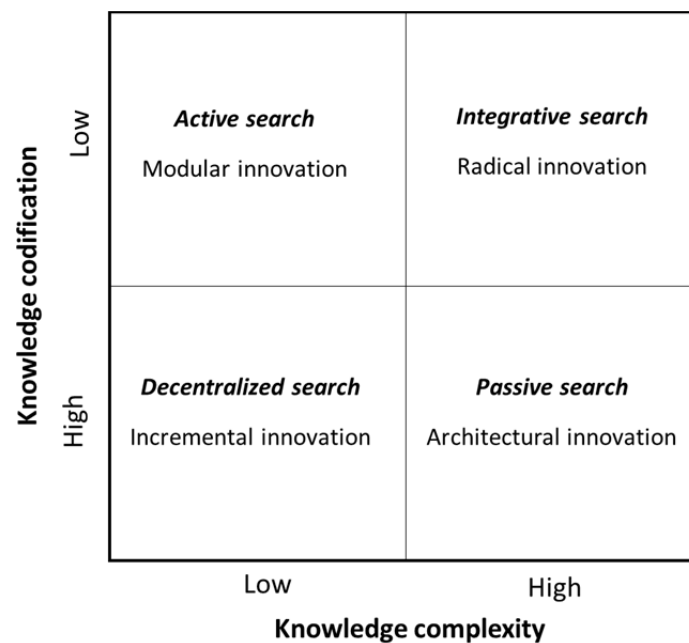 Knowledge codification
Low
High
Active search
Modular innovation
Integrative search
Radical innovation
Decentralized search
Incremental innovation
Passive search
Architectural innovation
Low
High
Knowledge complexity